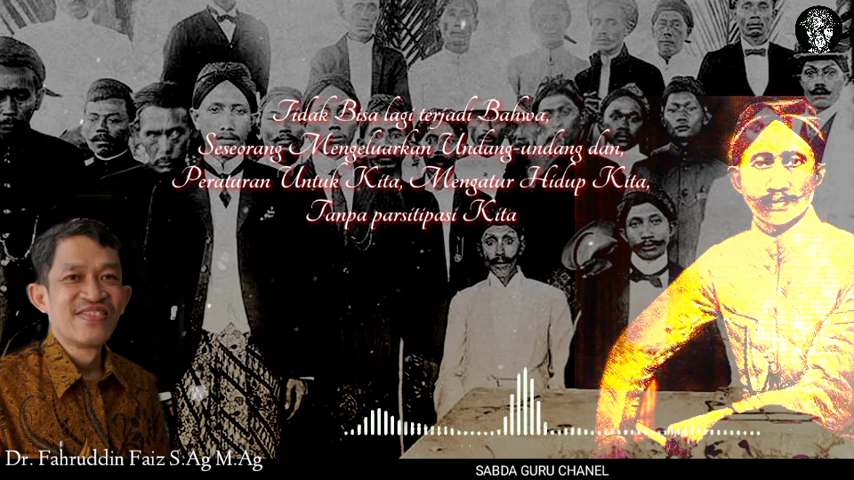 Tidak Bisa lagi terjadi Bahwa,
Seseorang Mengeluarkan Undang-undang dan,
Peraturan Untuk Kita, Mengatur Hidup Kita,
Tanpa parsitipasi Kita
Dr. Fahruddin Faiz S.Ag M.Ag
SABDA GURU CHANEL